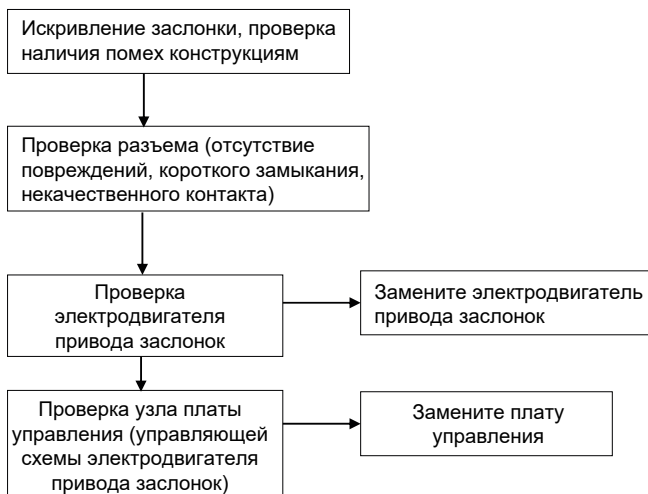 Искривление заслонки, проверка
наличия помех конструкциям
Проверка разъема (отсутствие
повреждений, короткого замыкания,
некачественного контакта)
Проверка
электродвигателя
привода заслонок
Замените электродвигатель
привода заслонок
Проверка узла платы
управления (управляющей
схемы электродвигателя
привода заслонок)
Замените плату
управления